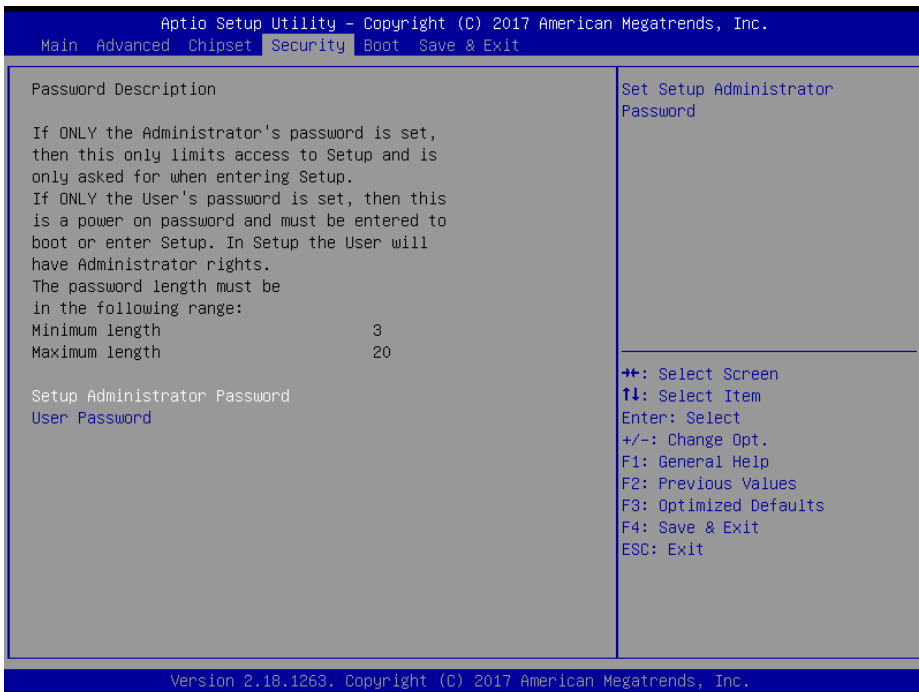 Aptio Setup Utility – Copyright (C) 2017 American Megatrends, Inc.
Main Advanced Chipset Security Boot Save & Exit
Password Description
If ONLY the Administrator's password is set,
then this only limits access to Setup and is
only asked for when entering Setup.
If ONLY the User's password is set, then this
is a power on password and must be entered to
boot or enter Setup. In Setup the User will
have Administrator rights.
The password length must be
in the following range:
Minimum length 3
Maximum length 20
Setup Administrator Password
User Password
Set Setup Administrator
Password
→←: Select Screen
↑↓: Select Item
Enter: Select
+/-: Change Opt.
F1: General Help
F2: Previous Values
F3: Optimized Defaults
F4: Save & Exit
ESC: Exit
Version 2.18.1263. Copyright (C) 2017 American Megatrends, Inc.